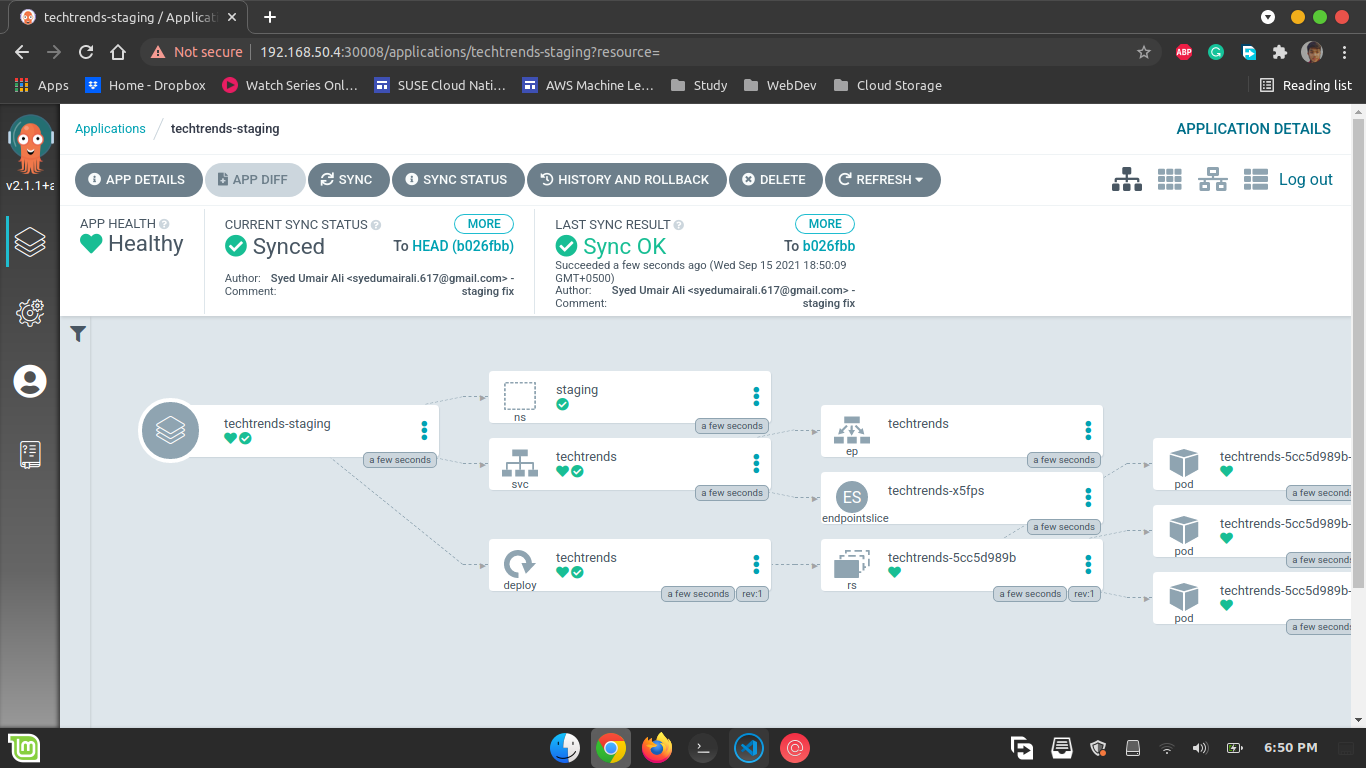 techtrends-staging / Applicat
Not secure
192.168.50.4:30008/applications/techtrends-staging?resource=
ABP
G
Apps
Home - Dropbox
Watch Series Onl...
SUSE Cloud Nati...
AWS Machine Le...
Study
WebDev
Cloud Storage
Reading list
v2.1.1+a
Applications
techtrends-staging
APPLICATION DETAILS
APP DETAILS
APP DIFF
SYNC
SYNC STATUS
HISTORY AND ROLLBACK
DELETE
REFRESH
Log out
APP HEALTH
Healthy
CURRENT SYNC STATUS
MORE
Synced
To HEAD (b026fbb)
Author: Syed Umair Ali <syedumairali.617@gmail.com> -
Comment: staging fix
LAST SYNC RESULT
MORE
Sync OK
To b026fbb
Succeeded a few seconds ago (Wed Sep 15 2021 18:50:09
GMT+0500)
Author: Syed Umair Ali <syedumairali.617@gmail.com> -
Comment: staging fix
techtrends-staging
a few seconds
staging
ns
a few seconds
techtrends
svc
a few seconds
techtrends
deploy
a few seconds
rev:1
techtrends
ep
a few seconds
ES
techtrends-x5fps
endpointslice
a few seconds
techtrends-5cc5d989b
rs
a few seconds
rev:1
techtrends-5cc5d989b-
pod
a few seconds
techtrends-5cc5d989b-
pod
a few seconds
techtrends-5cc5d989b-
pod
a few seconds
6:50 PM